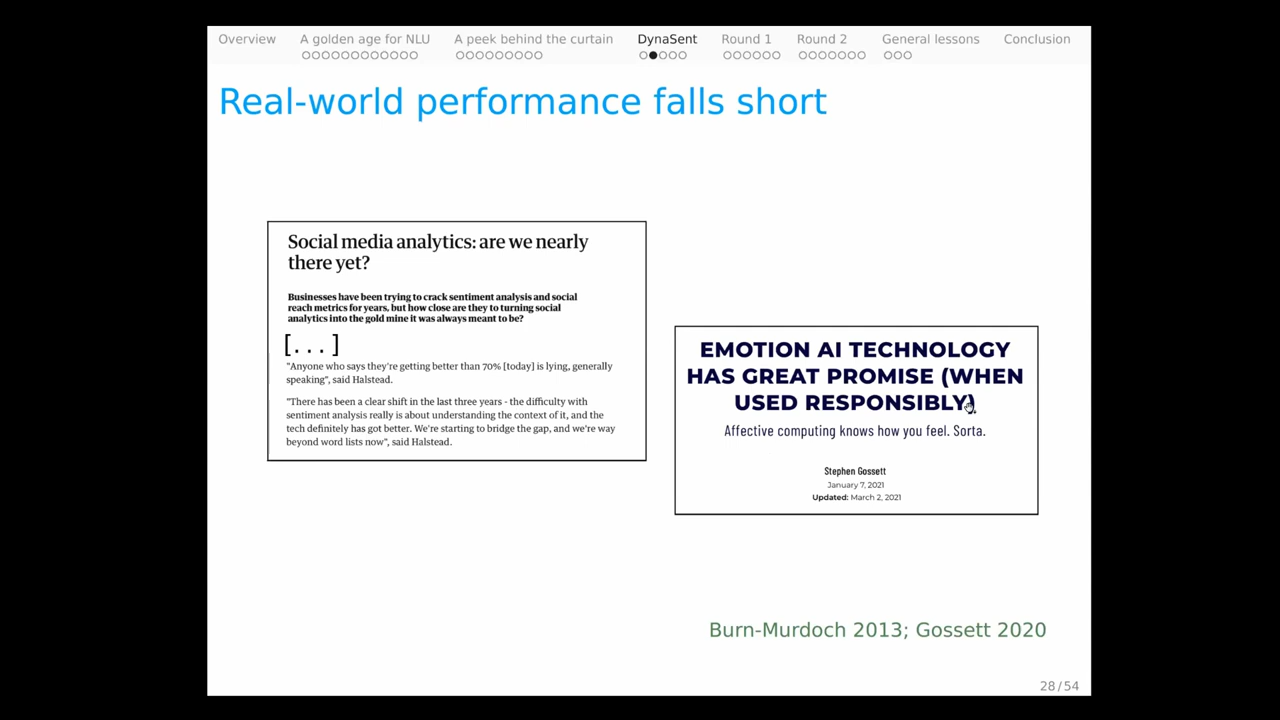 Overview
A golden age for NLU
A peek behind the curtain
DynaSent
Round 1
Round 2
General lessons
Conclusion
Real-world performance falls short
Social media analytics: are we nearly
there yet?
Businesses have been trying to crack sentiment analysis and social
reach metrics for years, but how close are they to turning social
analytics into the gold mine it was always meant to be?
[...]
"Anyone who says they're getting better than 70% [today] is lying, generally
speaking", said Halstead.
"There has been a clear shift in the last three years - the difficulty with
sentiment analysis really is about understanding the context of it, and the
tech definitely has got better. We're starting to bridge the gap, and we're way
beyond word lists now", said Halstead.
EMOTION AI TECHNOLOGY
HAS GREAT PROMISE (WHEN
USED RESPONSIBLY)
Affective computing knows how you feel. Sorta.
Stephen Gossett
January 7, 2021
Updated: March 2, 2021
Burn-Murdoch 2013; Gossett 2020
28/54